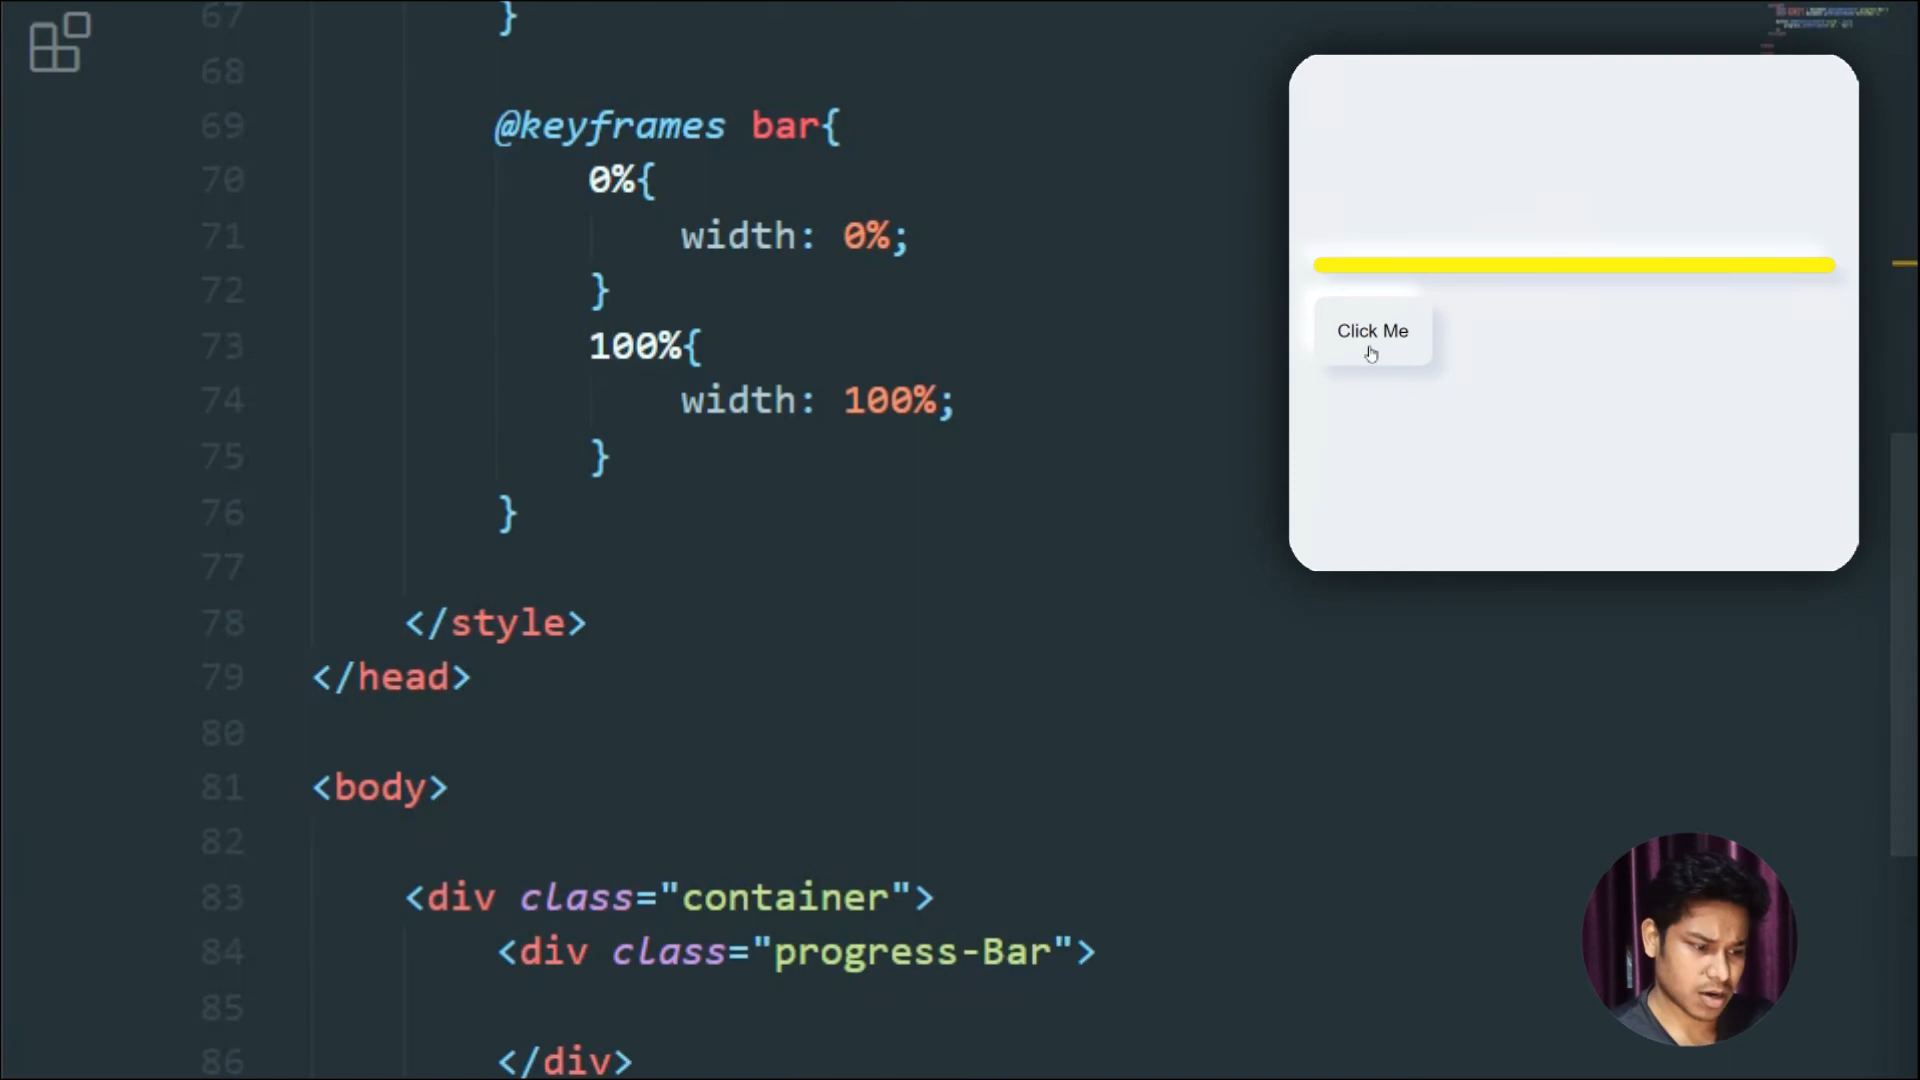 67 }
68
69 @keyframes bar{
70 0%{
71 width: 0%;
72 }
73 100%{
74 width: 100%;
75 }
76 }
77
78 </style>
79 </head>
80
81 <body>
82
83 <div class="container">
84 <div class="progress-Bar">
85
86 </div>
Click Me